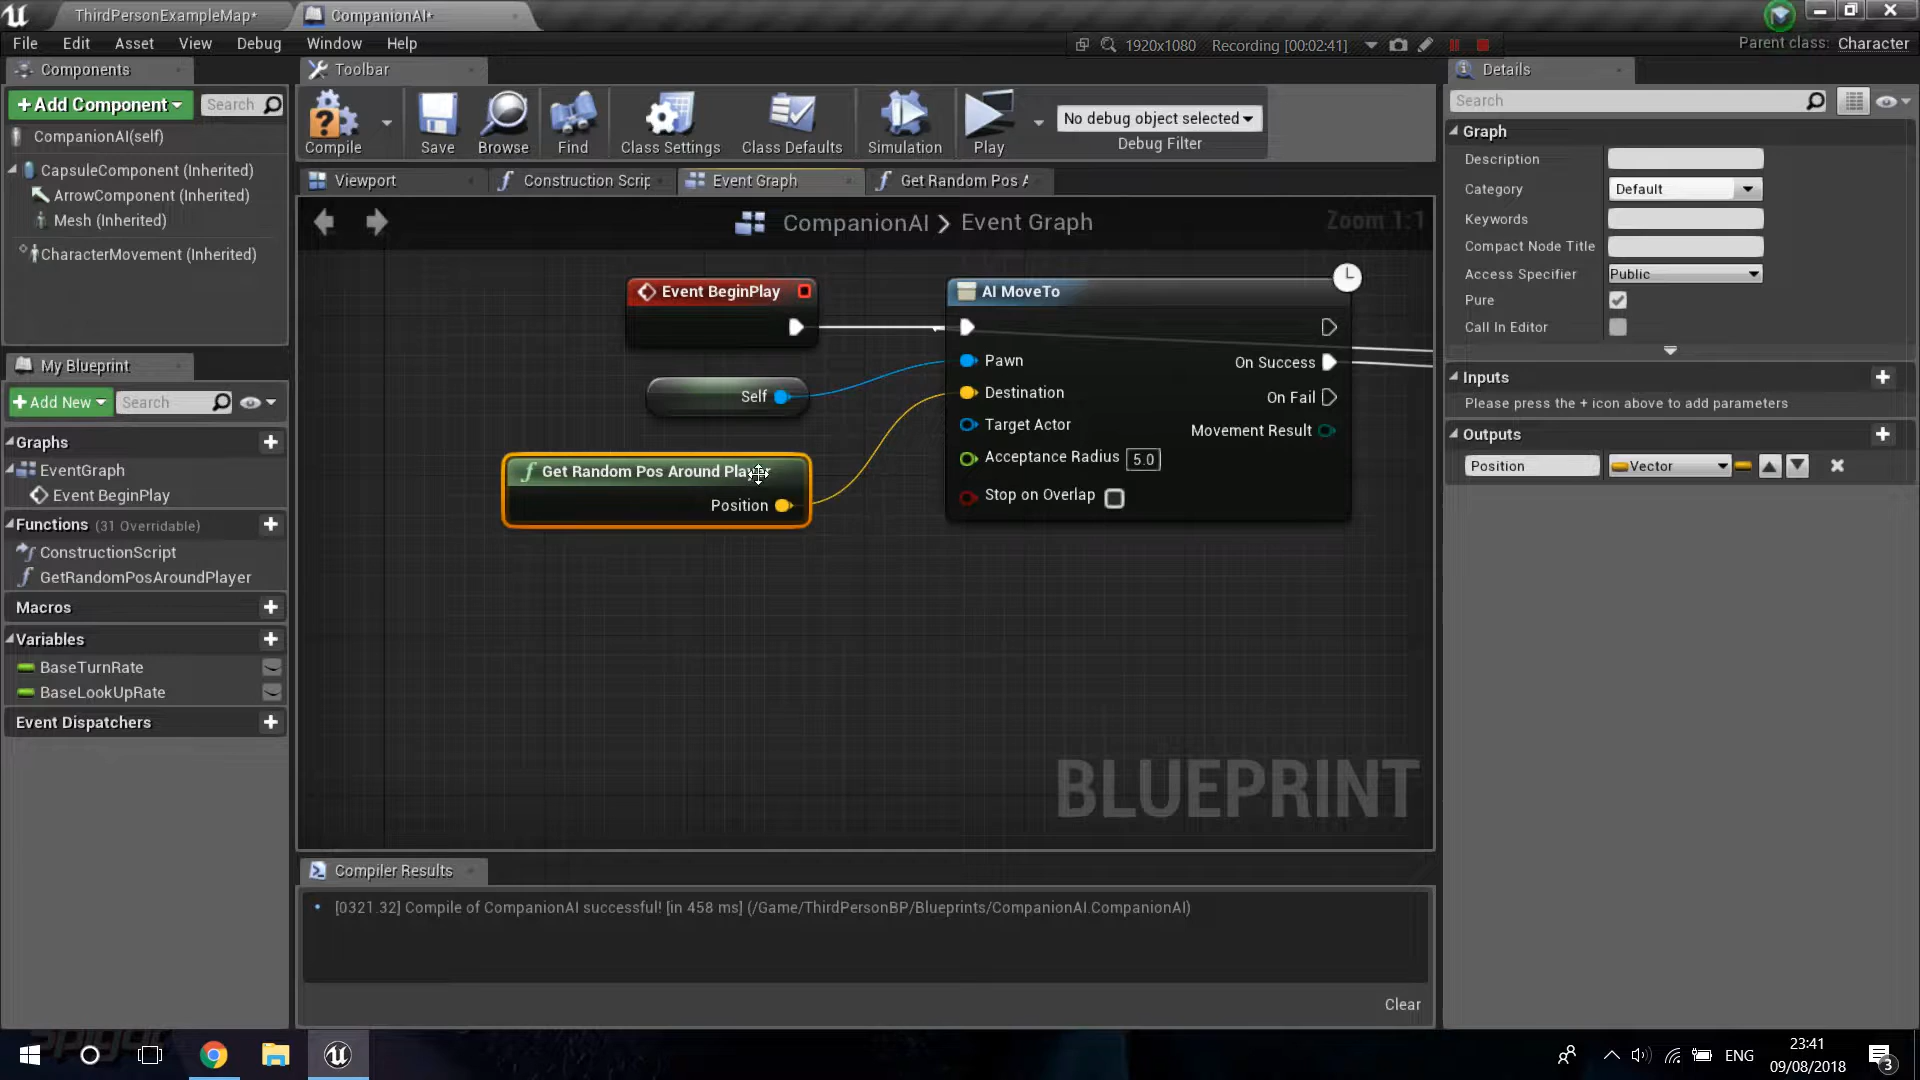 ThirdPersonExampleMap*
CompanionAI*
File Edit Asset View Debug Window Help
1920x1080 Recording [00:02:41]
Parent class: Character
Components
Toolbar
Details
+Add Component
Search
CompanionAI(self)
CapsuleComponent (Inherited)
ArrowComponent (Inherited)
Mesh (Inherited)
CharacterMovement (Inherited)
Compile
Save
Browse
Find
Class Settings
Class Defaults
Simulation
Play
No debug object selected
Debug Filter
Viewport
Construction Scrip
Event Graph
Get Random Pos A
CompanionAI > Event Graph
Zoom 1:1
Event BeginPlay
Self
Get Random Pos Around Player
Position
AI MoveTo
Pawn
Destination
Target Actor
Acceptance Radius 5.0
Stop on Overlap
On Success
On Fail
Movement Result
BLUEPRINT
My Blueprint
+Add New
Search
Graphs
EventGraph
Event BeginPlay
Functions (31 Overridable)
ConstructionScript
GetRandomPosAroundPlayer
Macros
Variables
BaseTurnRate
BaseLookUpRate
Event Dispatchers
Compiler Results
[0321.32] Compile of CompanionAI successful! [in 458 ms] (/Game/ThirdPersonBP/Blueprints/CompanionAI.CompanionAI)
Clear
Search
Graph
Description
Category Default
Keywords
Compact Node Title
Access Specifier Public
Pure
Call In Editor
Inputs
Please press the + icon above to add parameters
Outputs
Position Vector
ENG
23:41
09/08/2018
3